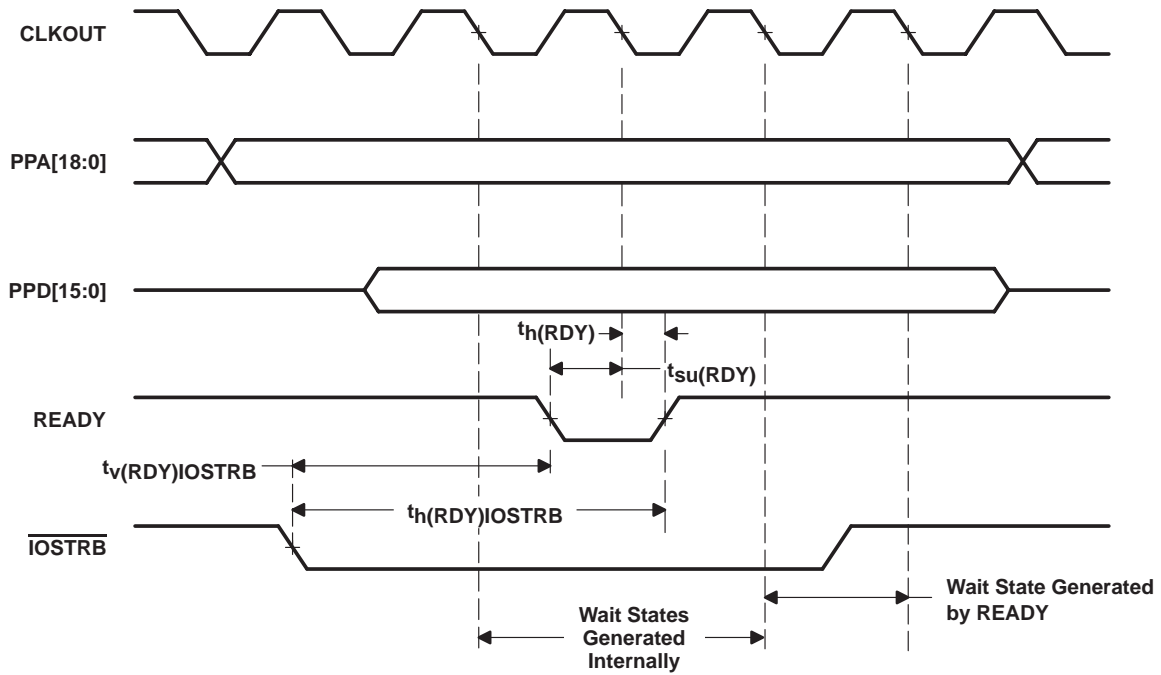 CLKOUT
PPA[18:0]
PPD[15:0]
th(RDY)
tsu(RDY)
READY
tv(RDY)IOSTRB
th(RDY)IOSTRB
IOSTRB
Wait State Generated
by READY
Wait States
Generated
Internally